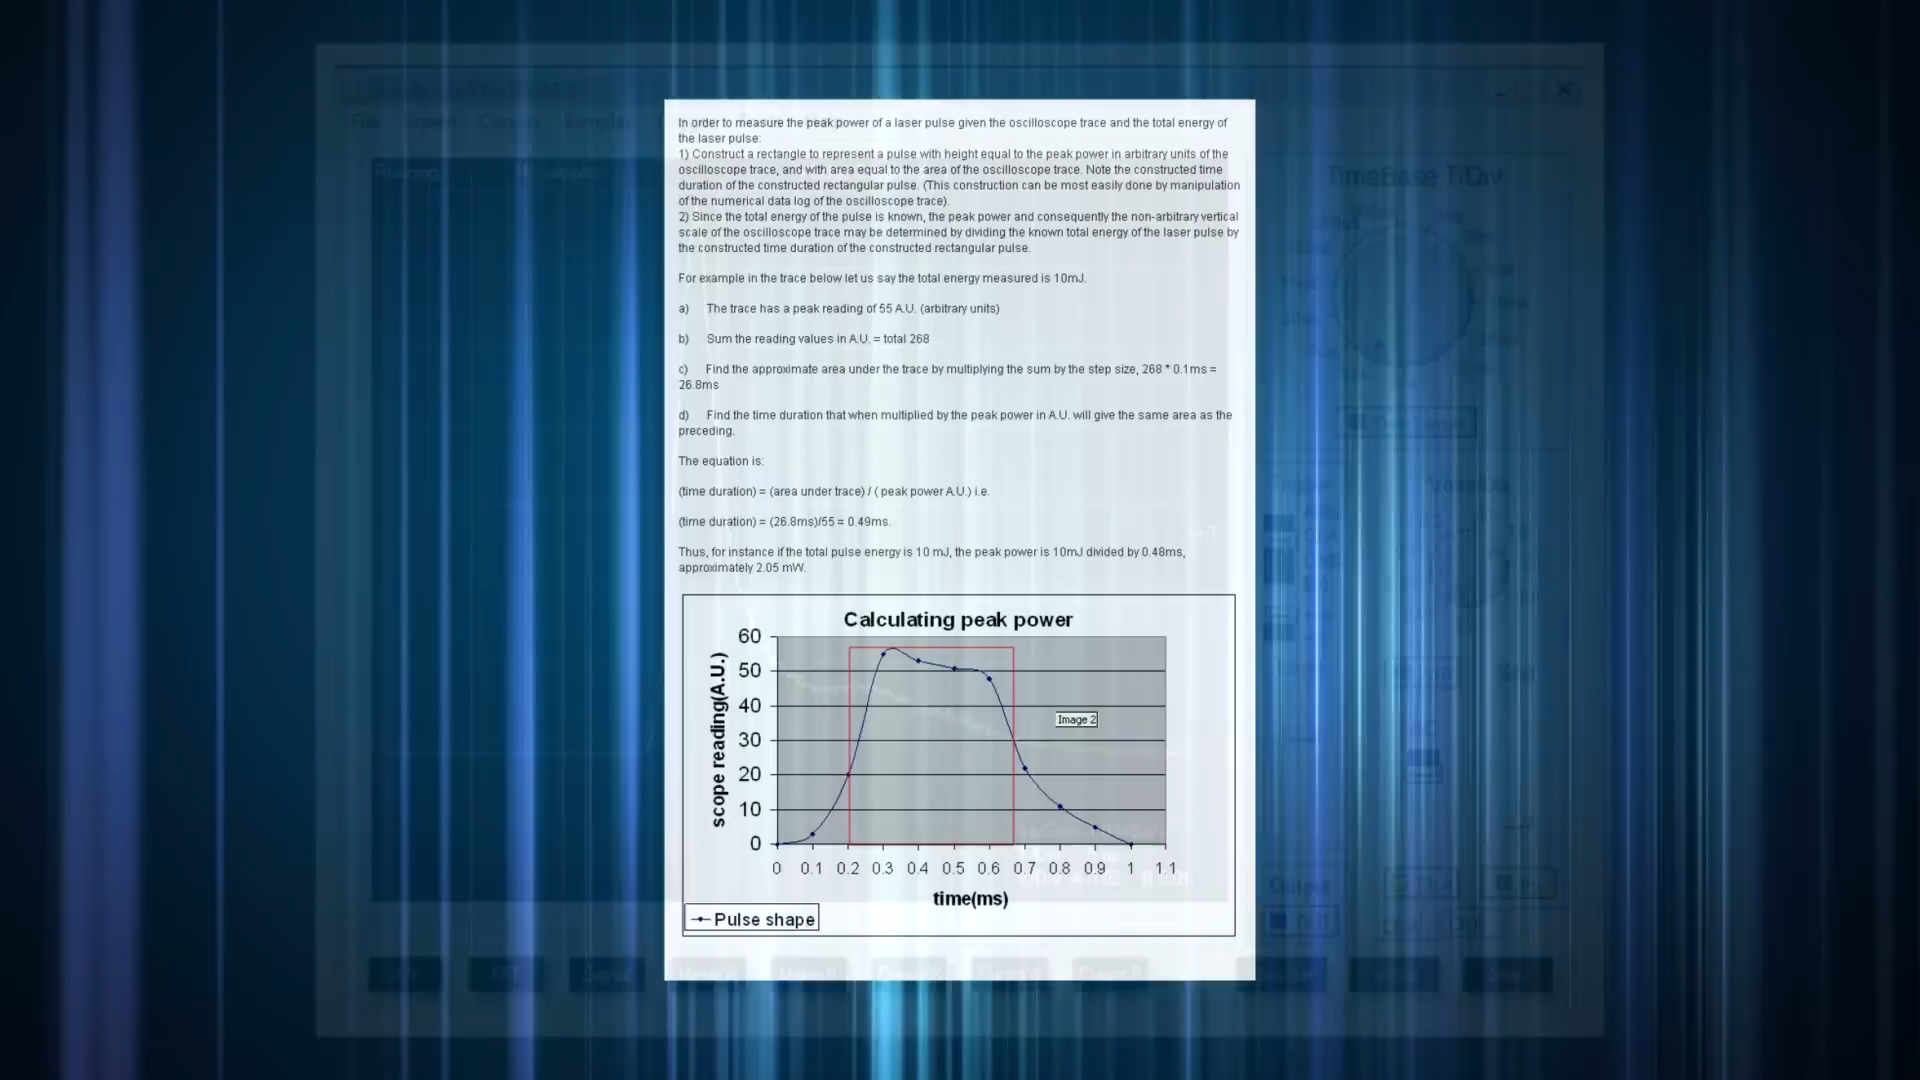 In order to measure the peak power of a laser pulse given the oscilloscope trace and the total energy of
the laser pulse:
1) Construct a rectangle to represent a pulse with height equal to the peak power in arbitrary units of the
oscilloscope trace, and with area equal to the area of the oscilloscope trace. Note the constructed time
duration of the constructed rectangular pulse. (This construction can be most easily done by manipulation
of the numerical data log of the oscilloscope trace).
2) Since the total energy of the pulse is known, the peak power and consequently the non-arbitrary vertical
scale of the oscilloscope trace may be determined by dividing the known total energy of the laser pulse by
the constructed time duration of the constructed rectangular pulse.
For example in the trace below let us say the total energy measured is 10mJ.
a) The trace has a peak reading of 55 A.U. (arbitrary units)
b) Sum the reading values in A.U. = total 268
c) Find the approximate area under the trace by multiplying the sum by the step size, 268 * 0.1ms =
26.8ms
d) Find the time duration that when multiplied by the peak power in A.U. will give the same area as the
preceding.
The equation is:
(time duration) = (area under trace) / ( peak power A.U.) i.e.
(time duration) = (26.8ms)/55 = 0.49ms.
Thus, for instance if the total pulse energy is 10 mJ, the peak power is 10mJ divided by 0.48ms,
approximately 2.05 mW.
Calculating peak power
60
50
40
30
20
10
0
scope reading(A.U.)
Image 2
0 0.1 0.2 0.3 0.4 0.5 0.6 0.7 0.8 0.9 1 1.1
time(ms)
Pulse shape
TimeBase T/Div